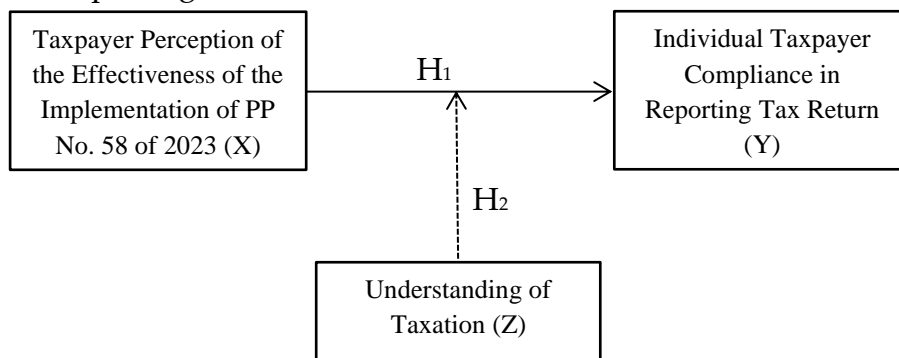 Taxpayer Perception of
the Effectiveness of the
Implementation of PP
No. 58 of 2023 (X)
H1
Individual Taxpayer
Compliance in
Reporting Tax Return
(Y)
H2
Understanding of
Taxation (Z)